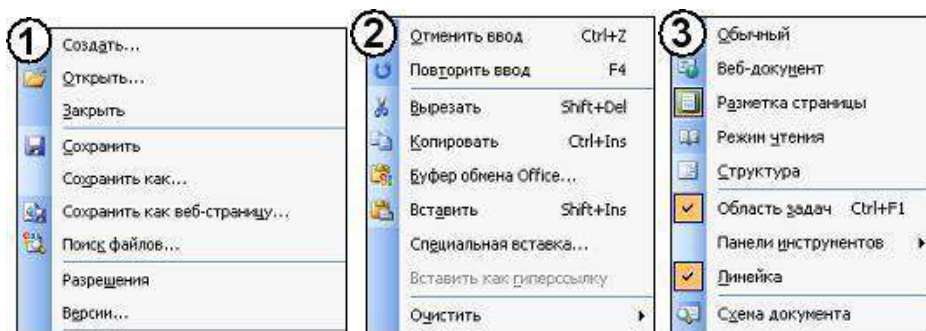 1
Создать...
Открыть...
Закрыть
Сохранить
Сохранить как...
Сохранить как веб-страницу...
Поиск файлов...
Разрешения
Версии...
2
Отменить ввод Ctrl+Z
Повторить ввод F4
Вырезать Shift+Del
Копировать Ctrl+Ins
Буфер обмена Office...
Вставить Shift+Ins
Специальная вставка...
Вставить как гиперссылку
Очистить
3
Обычный
Веб-документ
Разметка страницы
Режим чтения
Структура
Область задач Ctrl+F1
Панели инструментов
Линейка
Схема документа